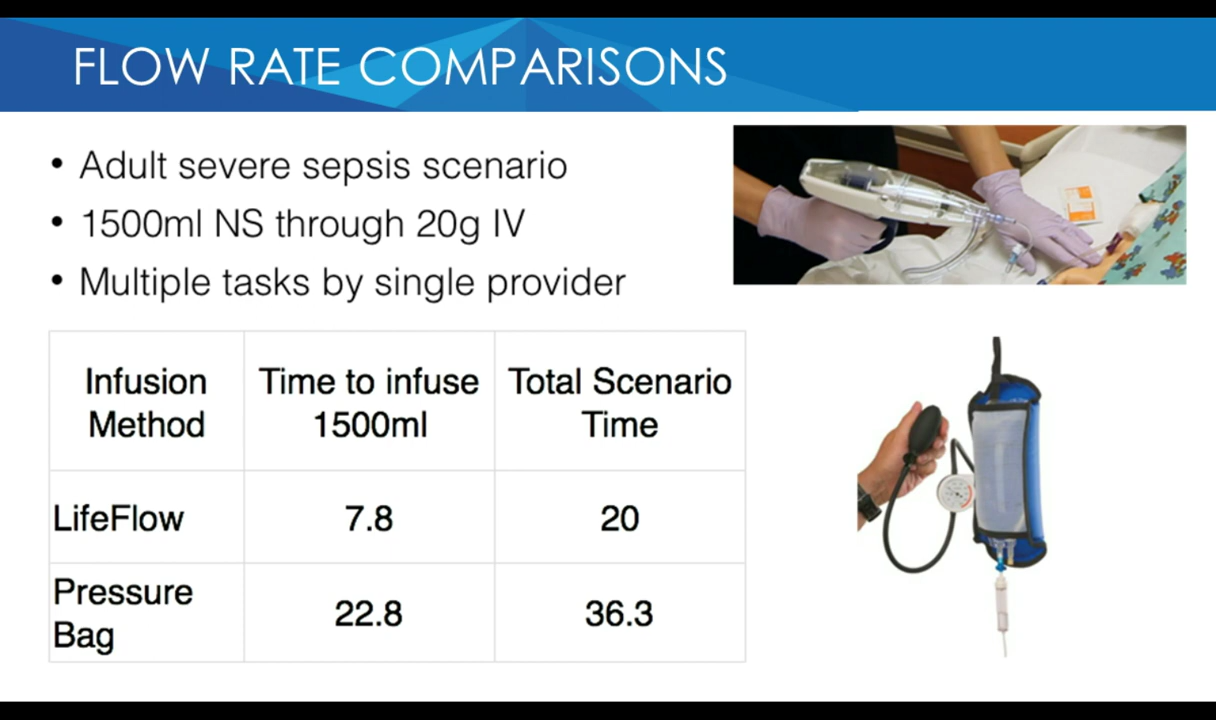 FLOW RATE COMPARISONS
• Adult severe sepsis scenario
• 1500ml NS through 20g IV
• Multiple tasks by single provider
Infusion Method
Time to infuse 1500ml
Total Scenario Time
LifeFlow
7.8
20
Pressure Bag
22.8
36.3